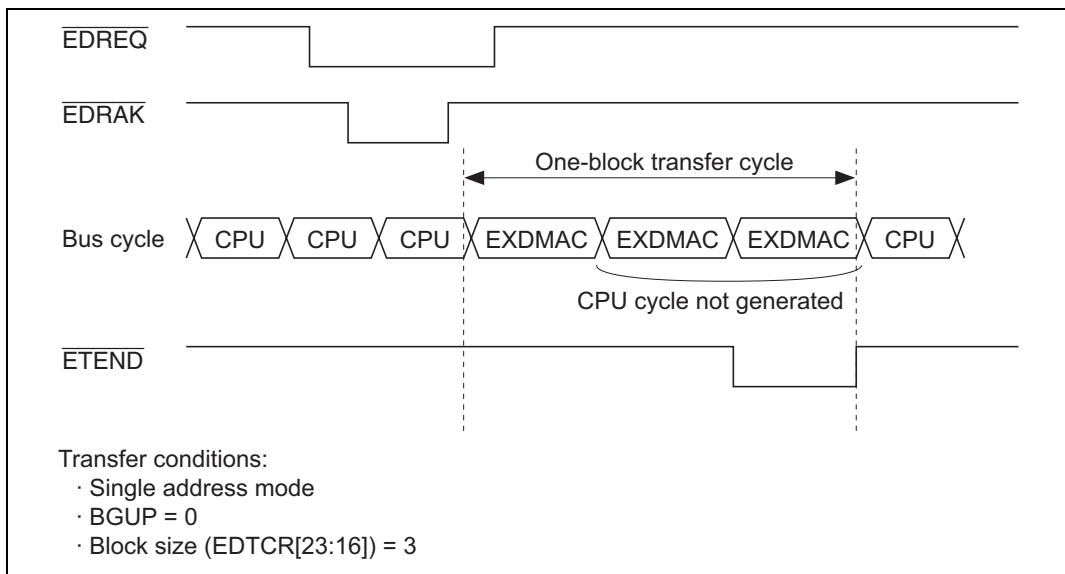 EDREQ
EDRAK
One-block transfer cycle
Bus cycle CPU CPU CPU EXDMAC EXDMAC EXDMAC CPU
CPU cycle not generated
ETEND
Transfer conditions:
· Single address mode
· BGUP = 0
· Block size (EDTCR[23:16]) = 3